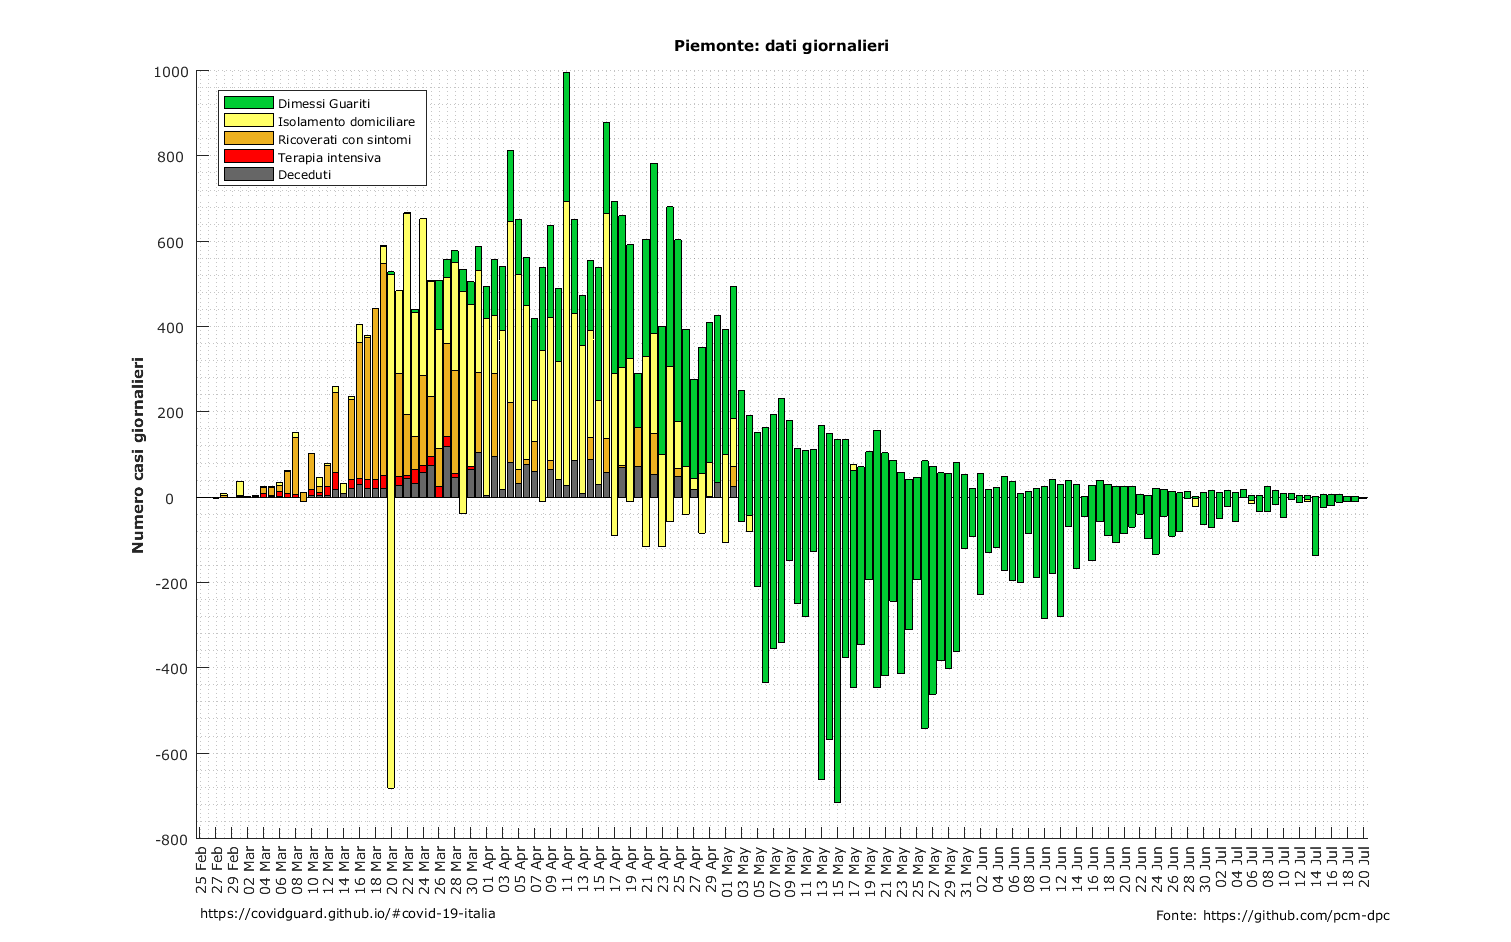 Piemonte: dati giornalieri
1000
800
600
400
200
0
-200
-400
-600
-800
Numero casi giornalieri
Dimessi Guariti
Isolamento domiciliare
Ricoverati con sintomi
Terapia intensiva
Deceduti
25 Feb
27 Feb
29 Feb
02 Mar
04 Mar
06 Mar
08 Mar
10 Mar
12 Mar
14 Mar
16 Mar
18 Mar
20 Mar
22 Mar
24 Mar
26 Mar
28 Mar
30 Mar
01 Apr
03 Apr
05 Apr
07 Apr
09 Apr
11 Apr
13 Apr
15 Apr
17 Apr
19 Apr
21 Apr
23 Apr
25 Apr
27 Apr
29 Apr
01 May
03 May
05 May
07 May
09 May
11 May
13 May
15 May
17 May
19 May
21 May
23 May
25 May
27 May
29 May
31 May
02 Jun
04 Jun
06 Jun
08 Jun
10 Jun
12 Jun
14 Jun
16 Jun
18 Jun
20 Jun
22 Jun
24 Jun
26 Jun
28 Jun
30 Jun
02 Jul
04 Jul
06 Jul
08 Jul
10 Jul
12 Jul
14 Jul
16 Jul
18 Jul
20 Jul
https://covidguard.github.io/#covid-19-italia
Fonte: https://github.com/pcm-dpc